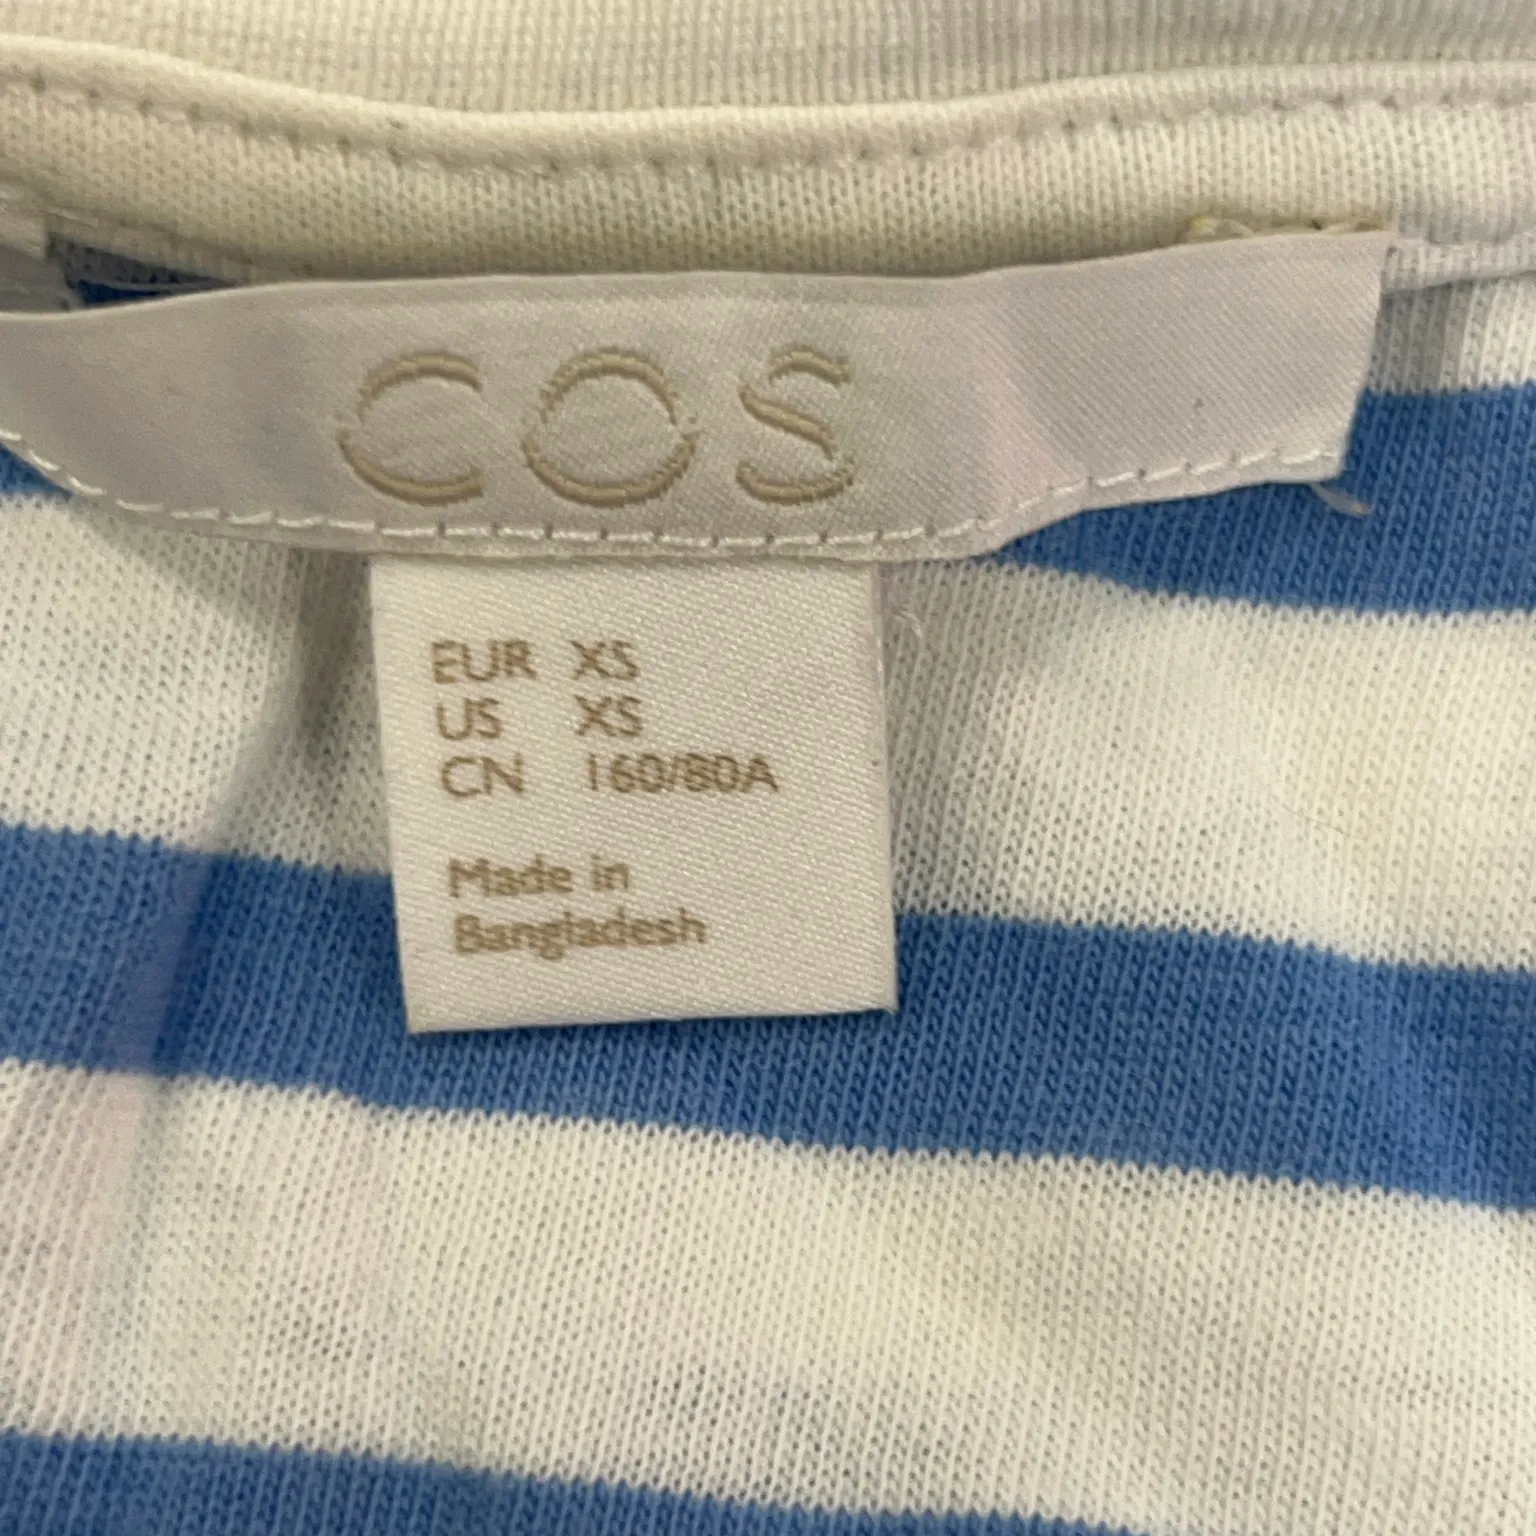 COS
EUR XS
US XS
CN 160/80A
Made in
Bangladesh